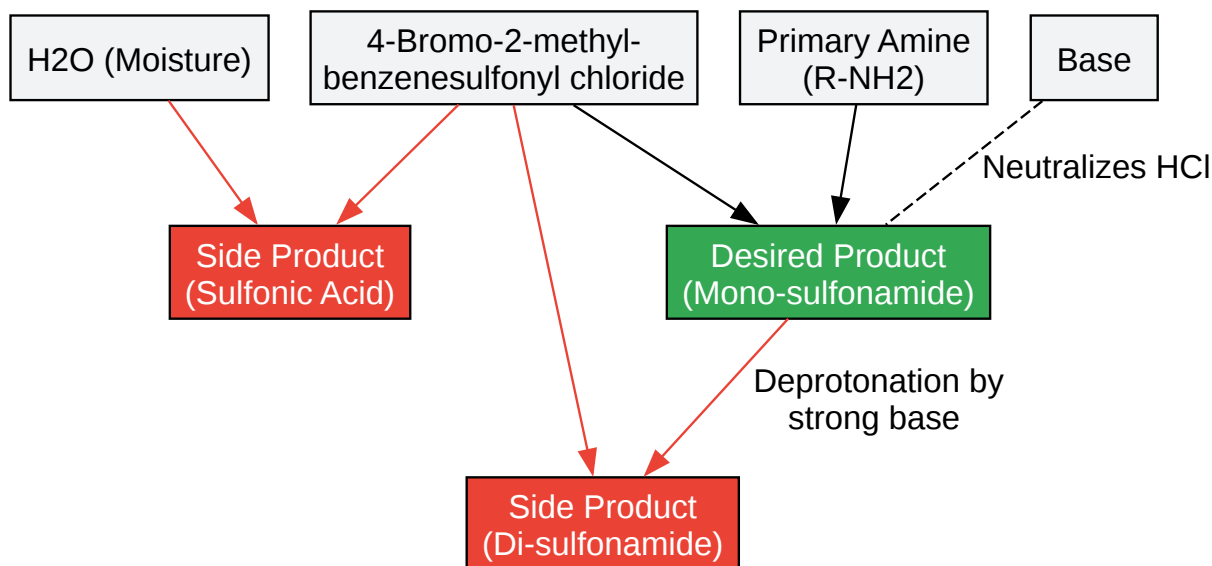 H2O (Moisture)
4-Bromo-2-methyl-
benzenesulfonyl chloride
Primary Amine
(R-NH2)
Base
Neutralizes HCl
Side Product
(Sulfonic Acid)
Desired Product
(Mono-sulfonamide)
Deprotonation by
strong base
Side Product
(Di-sulfonamide)